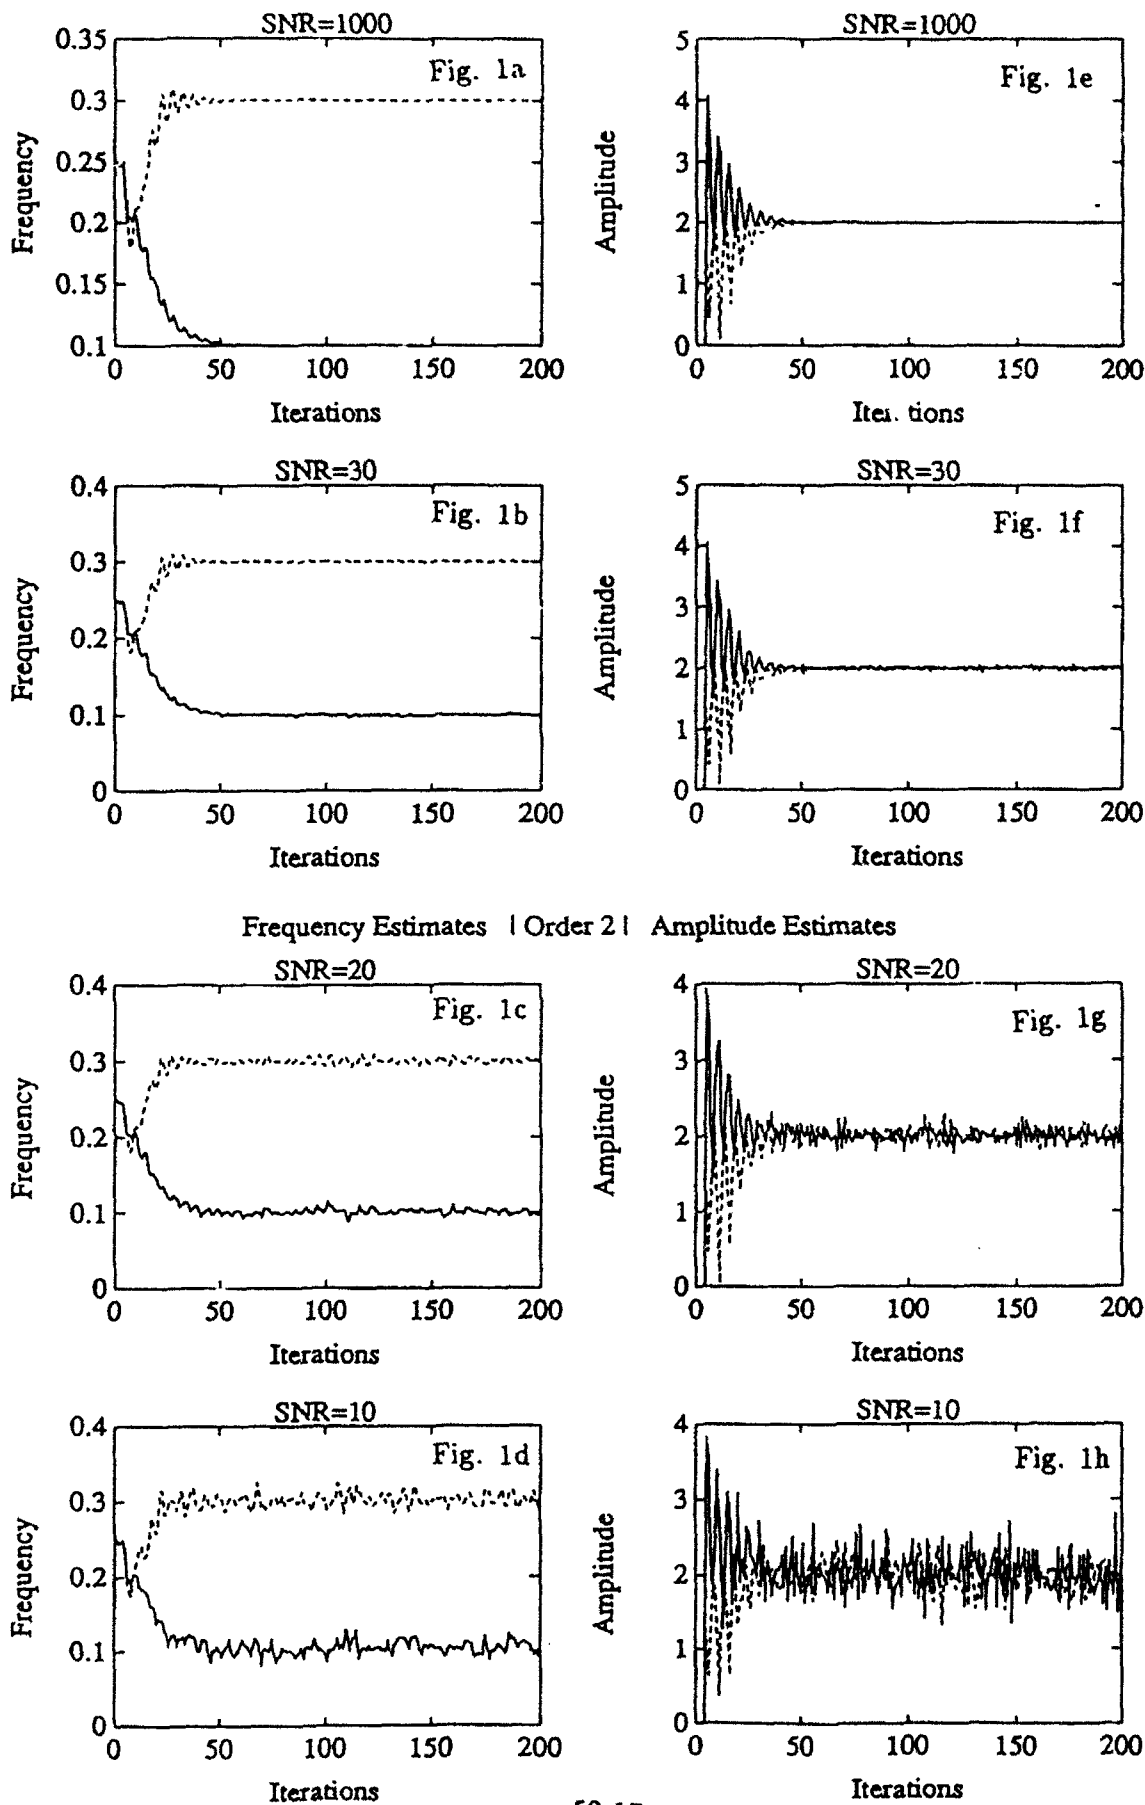 SNR=1000
0.35
Fig. 1a
0.3
0.25
0.2
0.15
0.1
Frequency
0 50 100 150 200
Iterations
SNR=1000
5
Fig. 1e
4
3
2
1
0
Amplitude
0 50 100 150 200
Itei. tions
SNR=30
0.4
Fig. 1b
0.3
0.2
0.1
0
Frequency
0 50 100 150 200
Iterations
SNR=30
5
Fig. 1f
4
3
2
1
0
Amplitude
0 50 100 150 200
Iterations
Frequency Estimates | Order 2 | Amplitude Estimates
SNR=20
0.4
Fig. 1c
0.3
0.2
0.1
0
Frequency
0 50 100 150 200
Iterations
SNR=20
4
Fig. 1g
3
2
1
0
Amplitude
0 50 100 150 200
Iterations
SNR=10
0.4
Fig. 1d
0.3
0.2
0.1
0
Frequency
0 50 100 150 200
Iterations
SNR=10
4
Fig. 1h
3
2
1
0
Amplitude
0 50 100 150 200
Iterations